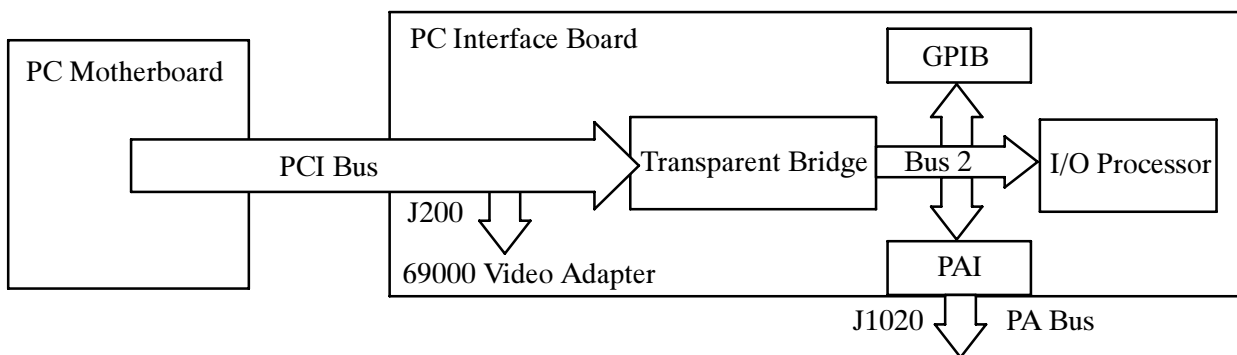 PC Motherboard
PC Interface Board
GPIB
PCI Bus
Transparent Bridge
Bus 2
I/O Processor
J200
69000 Video Adapter
PAI
J1020
PA Bus